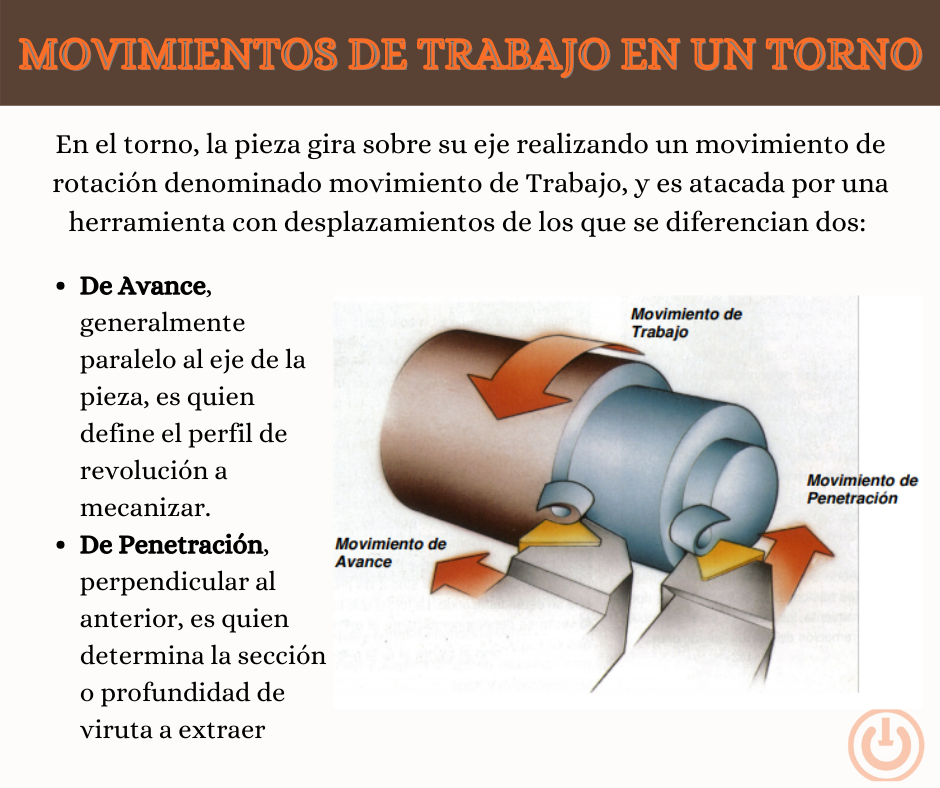 MOVIMIENTOS DE TRABAJO EN UN TORNO
En el torno, la pieza gira sobre su eje realizando un movimiento de
rotación denominado movimiento de Trabajo, y es atacada por una
herramienta con desplazamientos de los que se diferencian dos:
• De Avance,
generalmente
paralelo al eje de la
pieza, es quien
define el perfil de
revolución a
mecanizar.
• De Penetración,
perpendicular al
anterior, es quien
determina la sección
o profundidad de
viruta a extraer
Movimiento de
Trabajo
Movimiento de
Penetración
Movimiento de
Avance